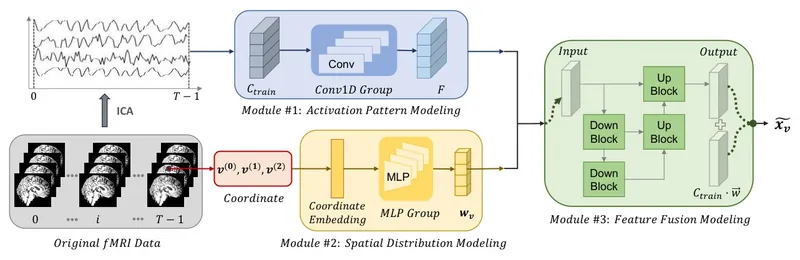 0
T − 1
ICA
C_train
Conv
Conv1D Group
F
Module #1: Activation Pattern Modeling
0
•••
i
•••
T − 1
Original fMRI Data
v⁽⁰⁾, v⁽¹⁾, v⁽²⁾
Coordinate
Coordinate
Embedding
MLP
MLP Group
w_v
Module #2: Spatial Distribution Modeling
Input
Output
Up
Block
Down
Block
Up
Block
Down
Block
+
C_train · w⃗
x̃_v
Module #3: Feature Fusion Modeling